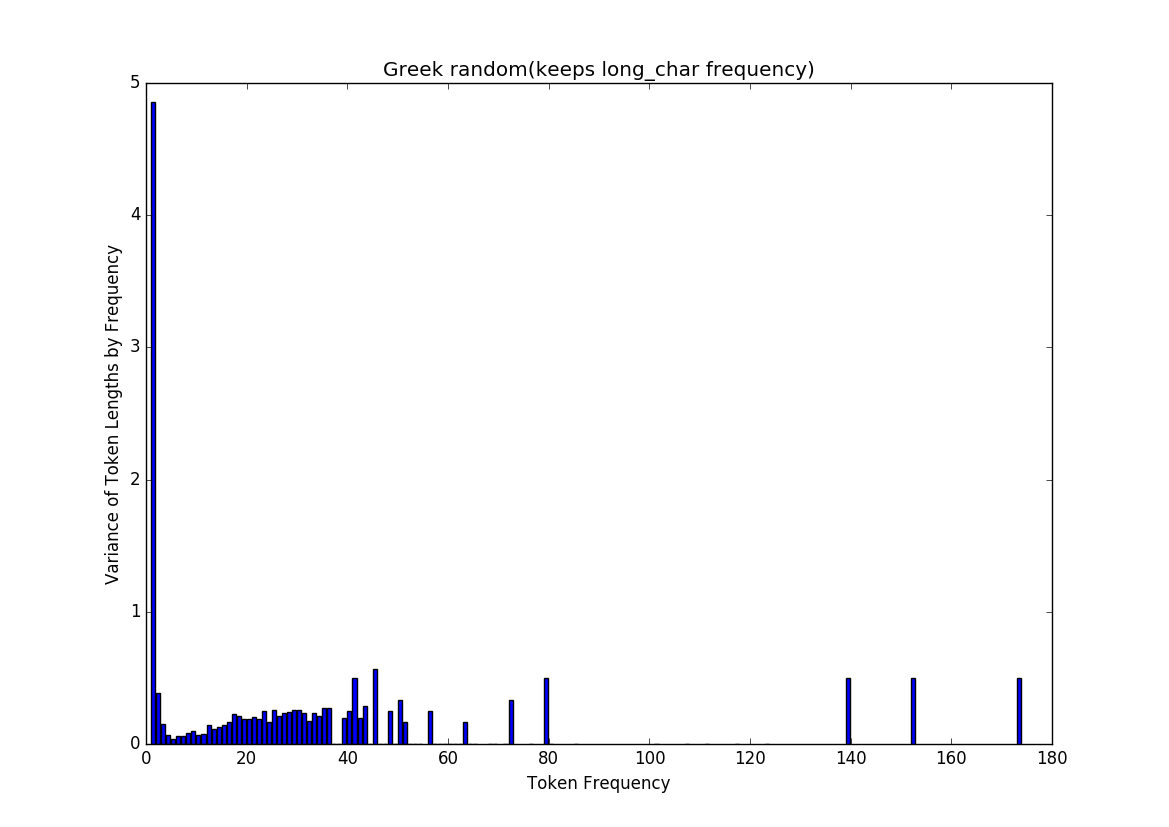 Greek random(keeps long_char frequency)
5
4
3
2
1
0
Variance of Token Lengths by Frequency
0 20 40 60 80 100 120 140 160 180
Token Frequency